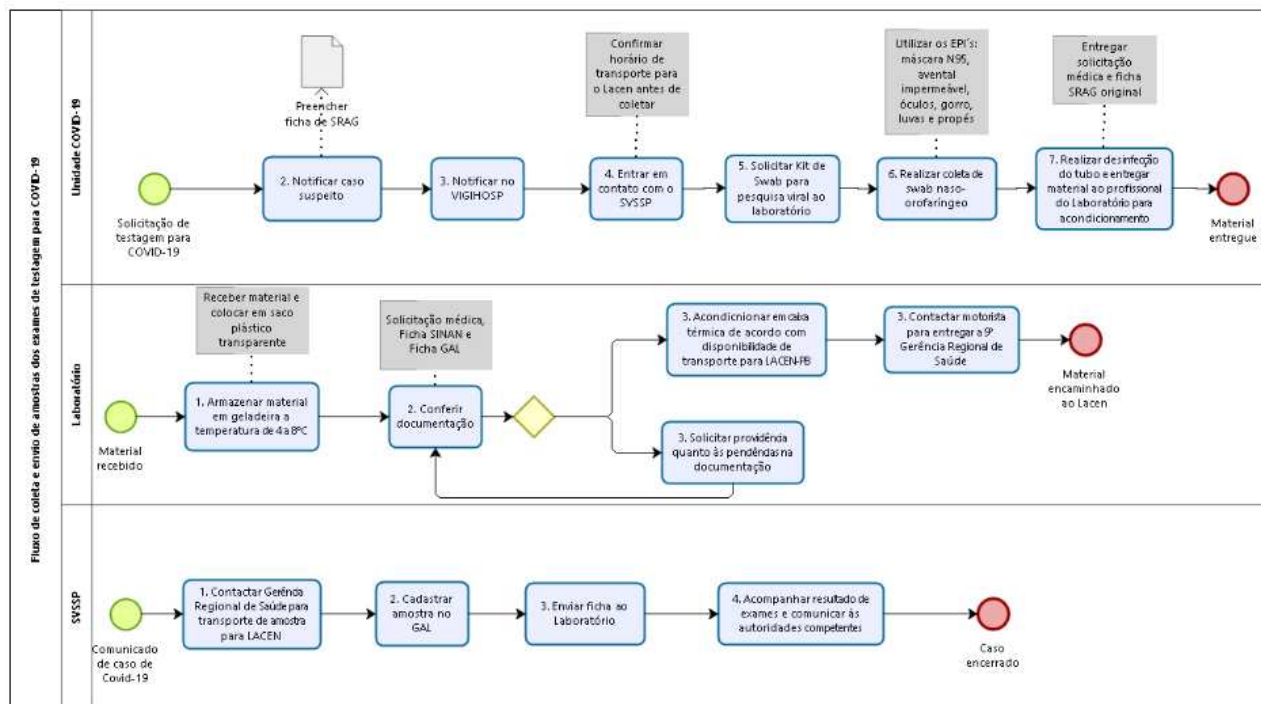 Fluxo de coleta e envio de amostras dos exames de testagem para COVID-19
Unidade COVID-19
Solicitação de
testagem para
COVID-19
Preencher
ficha de SRAG
2. Notificar caso
suspeito
3. Notificar no
VIGIHOSP
Confirmar
horário de
transporte para
o Lacen antes de
coletar
4. Entrar em
contato com o
SVSSP
5. Solicitar Kit de
Swab para
pesquisa viral ao
laboratório
Utilizar os EPI's:
máscara N95,
avental
impermeável,
óculos, gorro,
luvas e propés
6. Realizar coleta de
swab naso-
orofaríngeo
Entregar
solicitação
médica e ficha
SRAG original
7. Realizar desinfecção
do tubo e entregar
material ao profissional
do Laboratório para
acondicionamento
Material
entregue
Laboratório
Material
recebido
Receber material e
colocar em saco
plástico
transparente
1. Armazenar material
em geladeira a
temperatura de 4 a 8ºC
Solicitação médica,
Ficha SINAN e
Ficha GAL
2. Conferir
documentação
3. Acondicionionar em caixa
térmica de acordo com
disponibilidade de
transporte para LACEN-PB
3. Contactar motorista
para entregar a 9ª
Gerência Regional de
Saúde
Material
encaminhado
ao Lacen
3. Solicitar providência
quanto às pendências na
documentação
SVSSP
Comunicado
de caso de
Covid-19
1. Contactar Gerência
Regional de Saúde para
transporte de amostra
para LACEN
2. Cadastrar
amostra no
GAL
3. Enviar ficha ao
Laboratório
4. Acompanhar resultado de
exames e comunicar às
autoridades competentes
Caso
encerrado